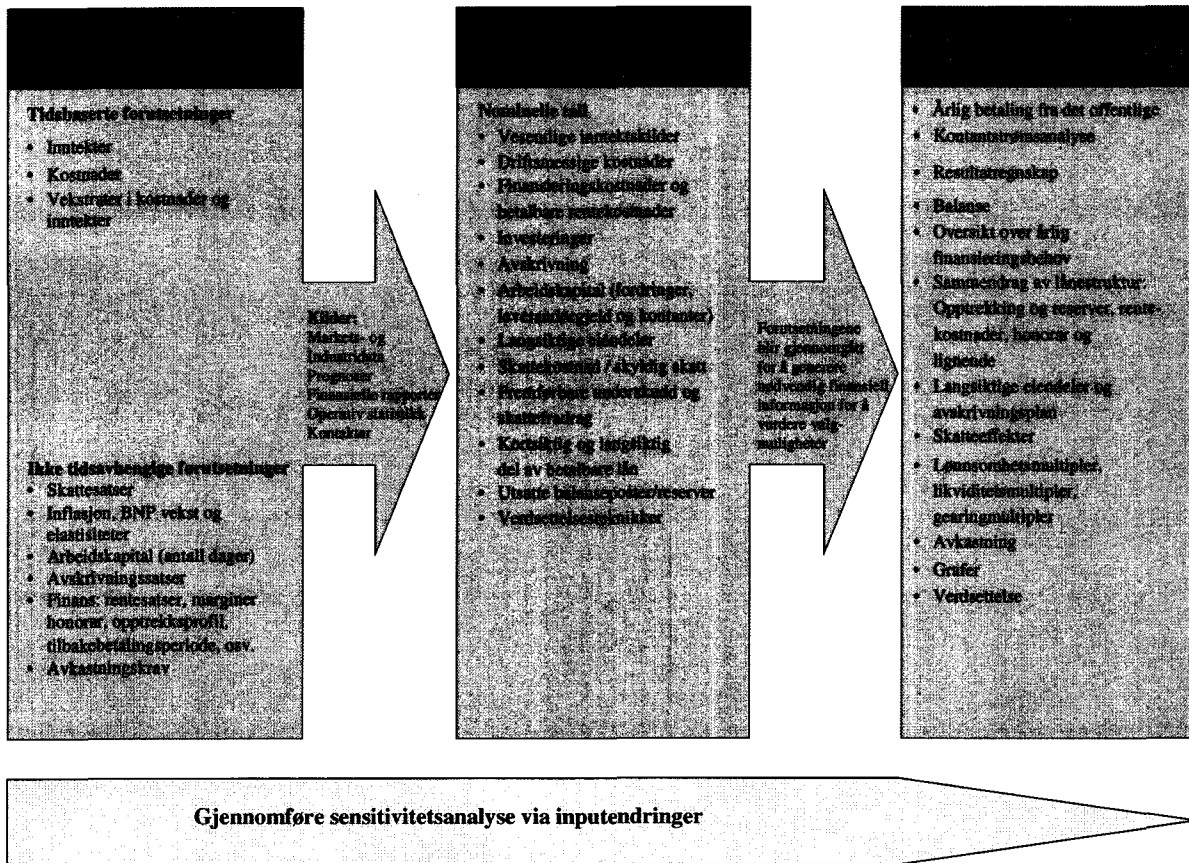 Tidsbaserte forutsetninger
• Inntekter
• Kostnader
• Vekstrater i kostnader og
inntekter
Ikke tidsavhengige forutsetninger
• Skattesatser
• Inflasjon, BNP vekst og
elastisiteter
• Arbeidskapital (antall dager)
• Avskrivningssatser
• Finans: rentesatser, marginer
honorar, opptrekksprofil,
tilbakebetalingsperiode, osv.
• Avkastningskrav
Kilder:
Markets- og
Industridata
Prognoser
Finansielle rapporter
Operativ statistikk
Kontakter
Nominelle tall
• Vesentlige inntektskilder
• Driftsmessige kostnader
• Finansieringskostnader og
betalbare rentekostnader
• Investeringer
• Avskrivning
• Arbeidskapital (fordringer,
leverandørgjeld og kontanter)
• Langsiktige eiendeler
• Skattekostnad / skyldig skatt
• Fremførbare underskudd og
skattefradrag
• Kortsiktig og langsiktig
del av betalbare lån
• Utsatte balanseposter/reserver
• Verdsettelsesteknikker
Forutsetningene
blir gjennomgått
for å generere
nødvendig finansiell
informasjon for å
vurdere valg-
muligheter
• Årlig betaling fra det offentlige
• Kontantstrømsanalyse
• Resultatregnskap
• Balanse
• Oversikt over årlig
finansieringsbehov
• Sammendrag av lånestruktur:
Opptrekking og reserver, rente-
kostnader, honorar og
lignende
• Langsiktige eiendeler og
avskrivningsplan
• Skatteeffekter
• Lønnsomhetsmultipler,
likviditetsmultipler,
gearingmultipler
• Avkastning
• Grafer
• Verdsettelse
Gjennomføre sensitivitetsanalyse via inputendringer